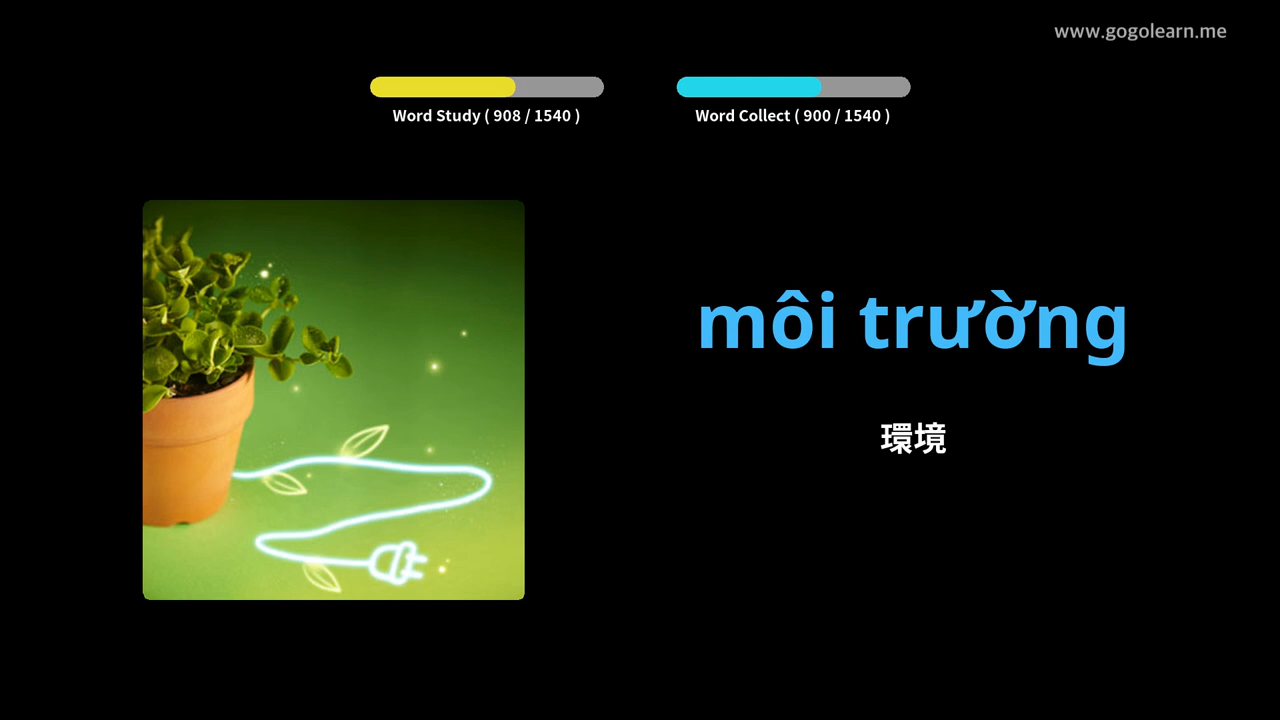 www.gogolearn.me
Word Study ( 908 / 1540 )
Word Collect ( 900 / 1540 )
môi trường
環境